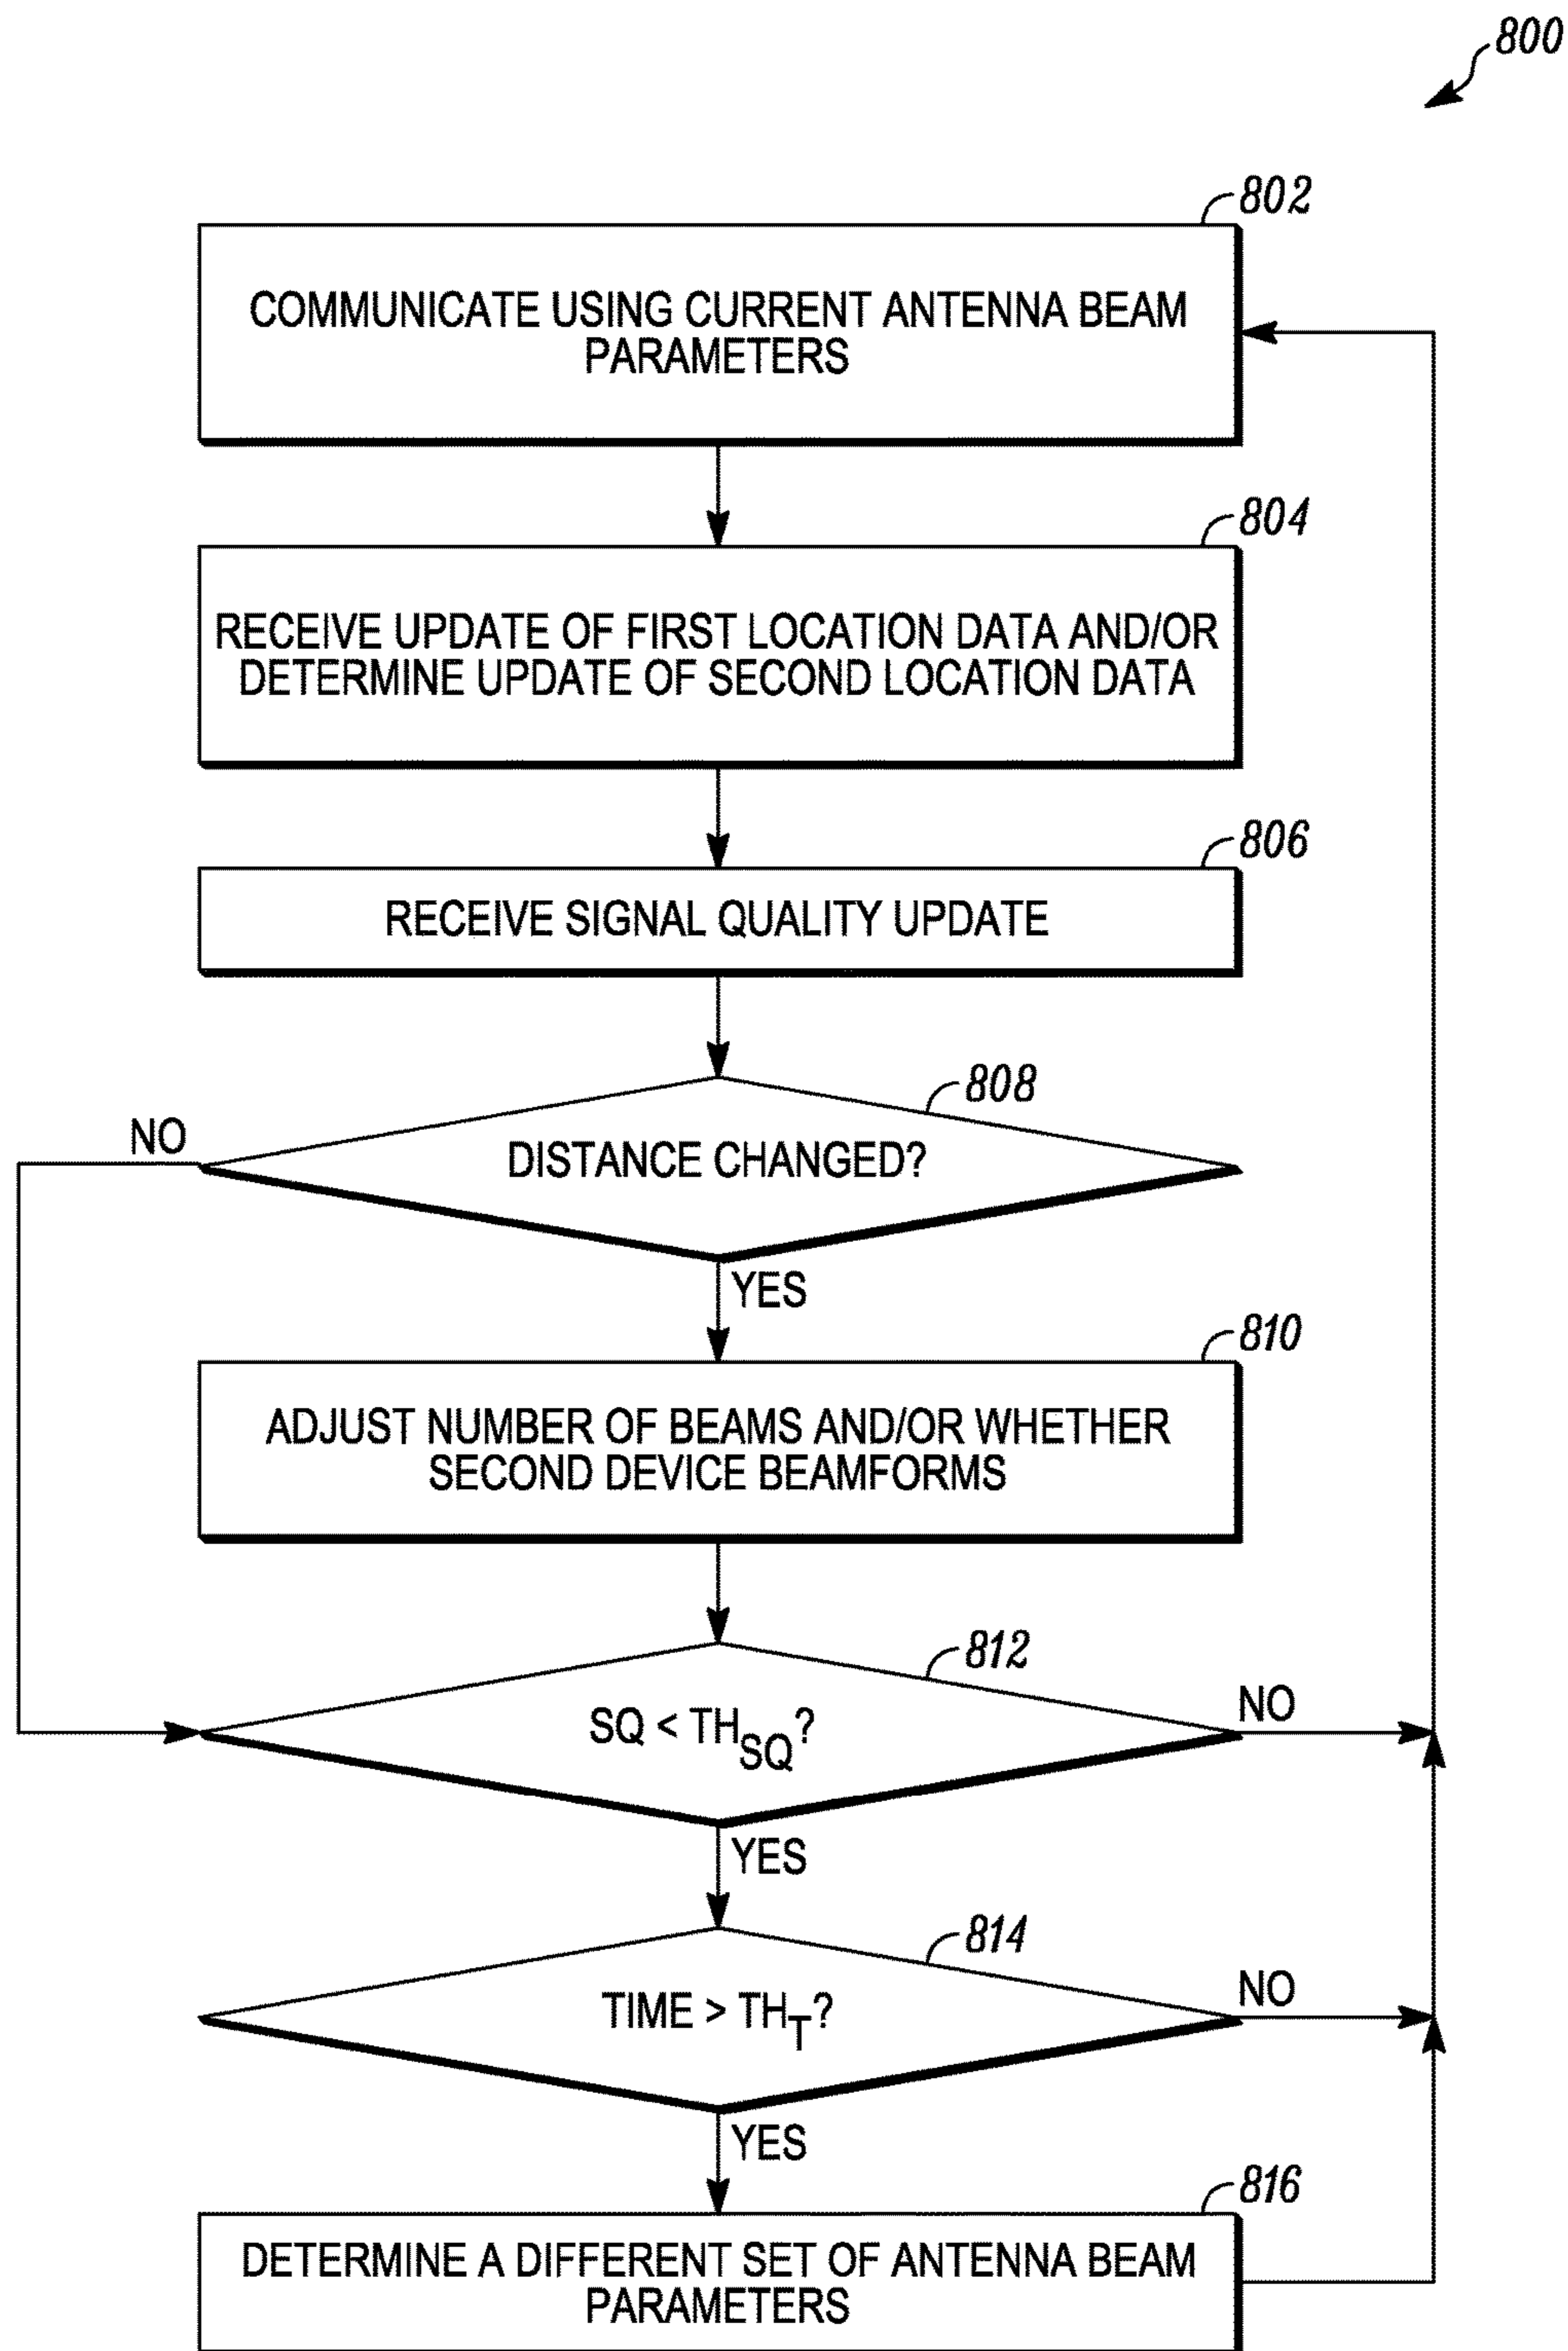 800
802
COMMUNICATE USING CURRENT ANTENNA BEAM
PARAMETERS
804
RECEIVE UPDATE OF FIRST LOCATION DATA AND/OR
DETERMINE UPDATE OF SECOND LOCATION DATA
806
RECEIVE SIGNAL QUALITY UPDATE
808
NO
DISTANCE CHANGED?
YES
810
ADJUST NUMBER OF BEAMS AND/OR WHETHER
SECOND DEVICE BEAMFORMS
812
SQ < TH_SQ?
NO
YES
814
TIME > TH_T?
NO
YES
816
DETERMINE A DIFFERENT SET OF ANTENNA BEAM
PARAMETERS